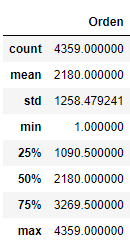 Orden
count 4359.000000
mean 2180.000000
std 1258.479241
min 1.000000
25% 1090.500000
50% 2180.000000
75% 3269.500000
max 4359.000000